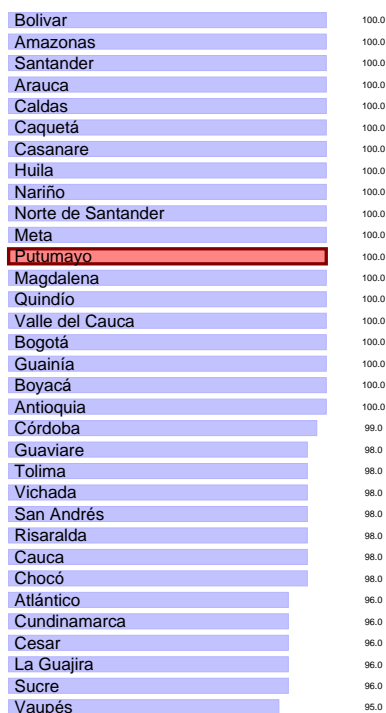 Bolivar 100.0
Amazonas 100.0
Santander 100.0
Arauca 100.0
Caldas 100.0
Caquetá 100.0
Casanare 100.0
Huila 100.0
Nariño 100.0
Norte de Santander 100.0
Meta 100.0
Putumayo 100.0
Magdalena 100.0
Quindío 100.0
Valle del Cauca 100.0
Bogotá 100.0
Guainía 100.0
Boyacá 100.0
Antioquia 100.0
Córdoba 99.0
Guaviare 98.0
Tolima 98.0
Vichada 98.0
San Andrés 98.0
Risaralda 98.0
Cauca 98.0
Chocó 98.0
Atlántico 96.0
Cundinamarca 96.0
Cesar 96.0
La Guajira 96.0
Sucre 96.0
Vaupés 95.0